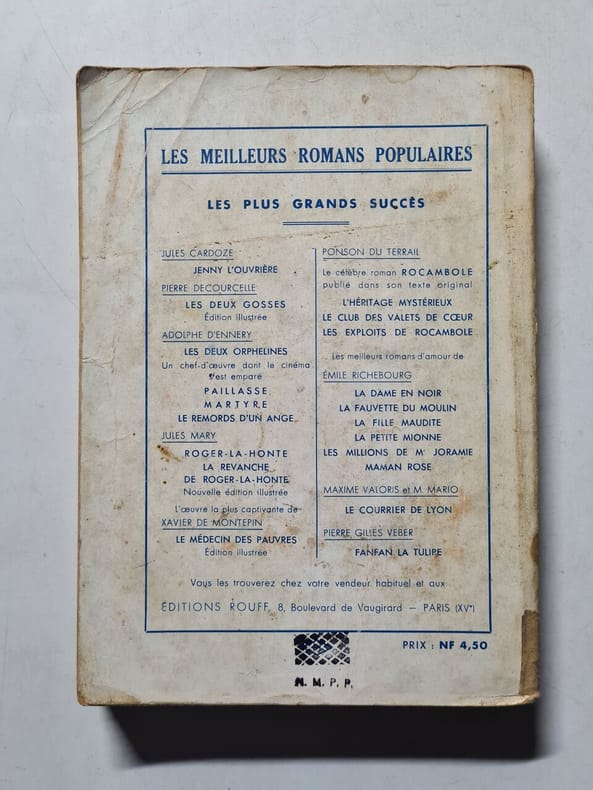 LES MEILLEURS ROMANS POPULAIRES
LES PLUS GRANDS SUCCÈS
JULES CARDOZE
JENNY L'OUVRIÈRE
PIERRE DECOURCELLE
LES DEUX GOSSES
Édition illustrée
ADOLPHE D'ENNERY
LES DEUX ORPHELINES
Un chef-d'œuvre dont le cinéma
s'est emparé
PAILLASSE
MARTYRE
LE REMORDS D'UN ANGE
JULES MARY
ROGER-LA-HONTE
LA REVANCHE
DE ROGER-LA-HONTE
Nouvelle édition illustrée
L'œuvre la plus captivante de
XAVIER DE MONTEPIN
LE MÉDECIN DES PAUVRES
Édition illustrée
PONSON DU TERRAIL
Le célèbre roman ROCAMBOLE
publié dans son texte original
L'HÉRITAGE MYSTÉRIEUX
LE CLUB DES VALETS DE CŒUR
LES EXPLOITS DE ROCAMBOLE
Les meilleurs romans d'amour de
ÉMILE RICHEBOURG
LA DAME EN NOIR
LA FAUVETTE DU MOULIN
LA FILLE MAUDITE
LA PETITE MIONNE
LES MILLIONS DE Mr JORAMIE
MAMAN ROSE
MAXIME VALORIS et M. MARIO
LE COURRIER DE LYON
PIERRE GILLES VEBER
FANFAN LA TULIPE
Vous les trouverez chez votre vendeur habituel et aux
ÉDITIONS ROUFF, 8, Boulevard de Vaugirard — PARIS (XVe)
PRIX : NF 4,50
N. M. P. P.